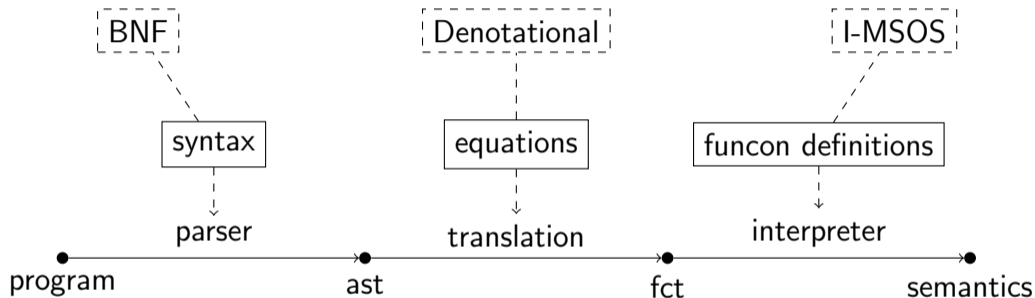 BNF
Denotational
I-MSOS
syntax
equations
funcon definitions
parser
translation
interpreter
program
ast
fct
semantics